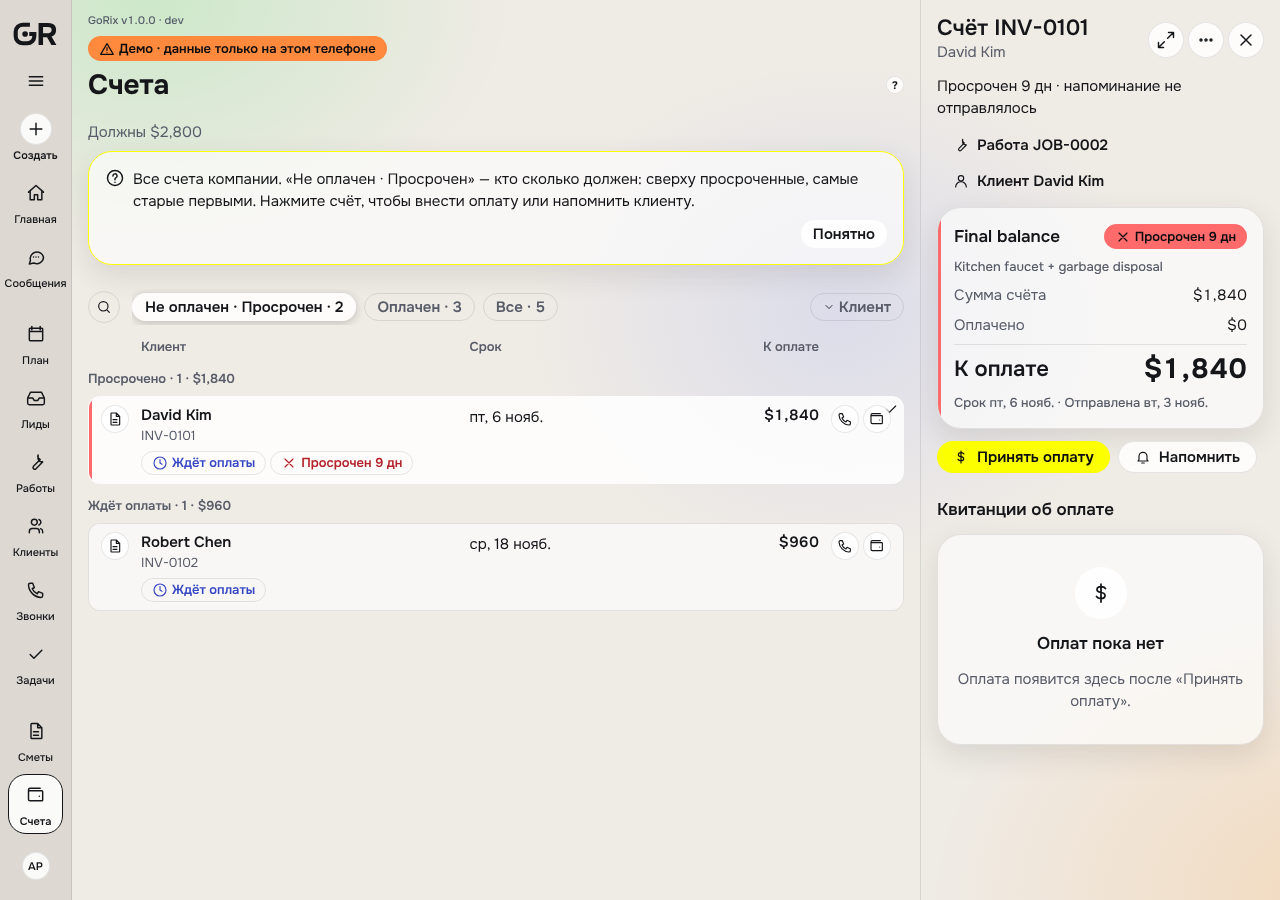 GR
GoRix v1.0.0 · dev
Демо · данные только на этом телефоне
Счета
?
Должны $2,800
Все счета компании. «Не оплачен · Просрочен» — кто сколько должен: сверху просроченные, самые
старые первыми. Нажмите счёт, чтобы внести оплату или напомнить клиенту.
Понятно
Не оплачен · Просрочен · 2
Оплачен · 3
Все · 5
Клиент
Клиент
Срок
К оплате
Просрочено · 1 · $1,840
David Kim
пт, 6 нояб.
$1,840
INV-0101
Ждёт оплаты
Просрочен 9 дн
Ждёт оплаты · 1 · $960
Robert Chen
ср, 18 нояб.
$960
INV-0102
Ждёт оплаты
Создать
Главная
Сообщения
План
Лиды
Работы
Клиенты
Звонки
Задачи
Сметы
Счета
AP
Счёт INV-0101
David Kim
Просрочен 9 дн · напоминание не
отправлялось
Работа JOB-0002
Клиент David Kim
Final balance
Просрочен 9 дн
Kitchen faucet + garbage disposal
Сумма счёта
$1,840
Оплачено
$0
К оплате
$1,840
Срок пт, 6 нояб. · Отправлена вт, 3 нояб.
$ Принять оплату
Напомнить
Квитанции об оплате
$
Оплат пока нет
Оплата появится здесь после «Принять
оплату».